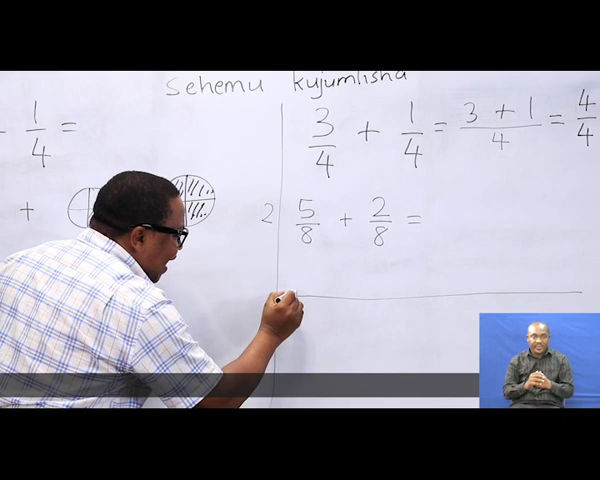 sehemu kujumlisha
1/4 =
+
3/4 + 1/4 = 3 + 1/4 = 4/4
2 5/8 + 2/8 =